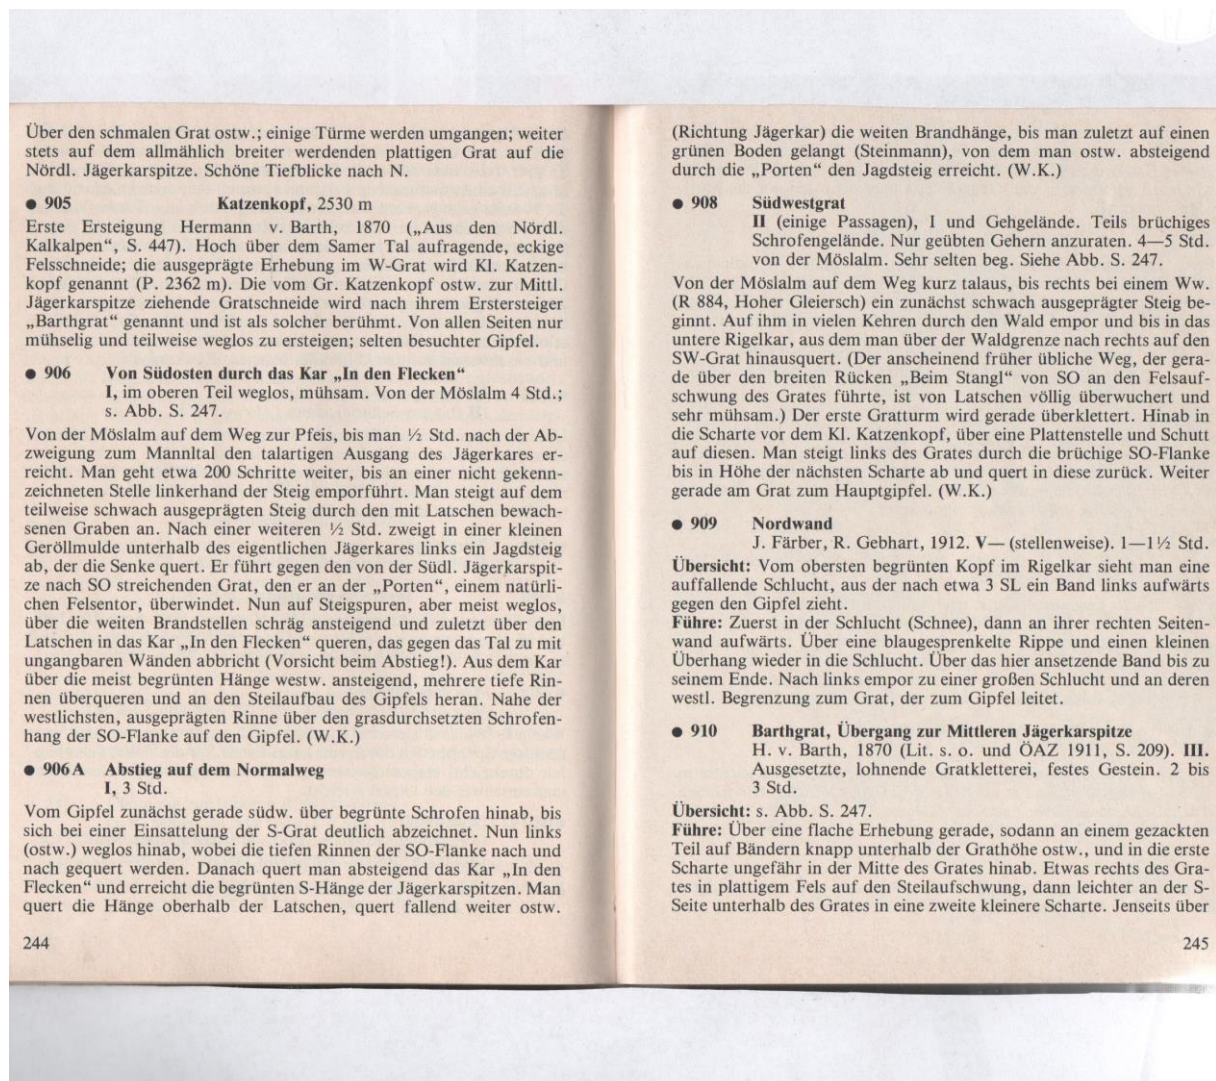 Über den schmalen Grat ostw.; einige Türme werden umgangen; weiter
stets auf dem allmählich breiter werdenden plattigen Grat auf die
Nördl. Jägerkarspitze. Schöne Tiefblicke nach N.
● 905 Katzenkopf, 2530 m
Erste Ersteigung Hermann v. Barth, 1870 („Aus den Nördl.
Kalkalpen“, S. 447). Hoch über dem Samer Tal aufragende, eckige
Felsschneide; die ausgeprägte Erhebung im W-Grat wird Kl. Katzen-
kopf genannt (P. 2362 m). Die vom Gr. Katzenkopf ostw. zur Mittl.
Jägerkarspitze ziehende Gratschneide wird nach ihrem Erstersteiger
„Barthgrat“ genannt und ist als solcher berühmt. Von allen Seiten nur
mühselig und teilweise weglos zu ersteigen; selten besuchter Gipfel.
● 906 Von Südosten durch das Kar „In den Flecken“
I, im oberen Teil weglos, mühsam. Von der Möslalm 4 Std.;
s. Abb. S. 247.
Von der Möslalm auf dem Weg zur Pfeis, bis man ½ Std. nach der Ab-
zweigung zum Mannltal den talartigen Ausgang des Jägerkares er-
reicht. Man geht etwa 200 Schritte weiter, bis an einer nicht gekenn-
zeichneten Stelle linkerhand der Steig emporführt. Man steigt auf dem
teilweise schwach ausgeprägten Steig durch den mit Latschen bewach-
senen Graben an. Nach einer weiteren ½ Std. zweigt in einer kleinen
Geröllmulde unterhalb des eigentlichen Jägerkares links ein Jagdsteig
ab, der die Senke quert. Er führt gegen den von der Südl. Jägerkarspit-
ze nach SO streichenden Grat, den er an der „Porten“, einem natürli-
chen Felsentor, überwindet. Nun auf Steigspuren, aber meist weglos,
über die weiten Brandstellen schräg ansteigend und zuletzt über den
Latschen in das Kar „In den Flecken“ queren, das gegen das Tal zu mit
ungangbaren Wänden abbricht (Vorsicht beim Abstieg!). Aus dem Kar
über die meist begrünten Hänge westw. ansteigend, mehrere tiefe Rin-
nen überqueren und an den Steilaufbau des Gipfels heran. Nahe der
westlichsten, ausgeprägten Rinne über den grasdurchsetzten Schrofen-
hang der SO-Flanke auf den Gipfel. (W.K.)
● 906 A Abstieg auf dem Normalweg
I, 3 Std.
Vom Gipfel zunächst gerade südw. über begrünte Schrofen hinab, bis
sich bei einer Einsattelung der S-Grat deutlich abzeichnet. Nun links
(ostw.) weglos hinab, wobei die tiefen Rinnen der SO-Flanke nach und
nach gequert werden. Danach quert man absteigend das Kar „In den
Flecken“ und erreicht die begrünten S-Hänge der Jägerkarspitzen. Man
quert die Hänge oberhalb der Latschen, quert fallend weiter ostw.
244
(Richtung Jägerkar) die weiten Brandhänge, bis man zuletzt auf einen
grünen Boden gelangt (Steinmann), von dem man ostw. absteigend
durch die „Porten“ den Jagdsteig erreicht. (W.K.)
● 908 Südwestgrat
II (einige Passagen), I und Gehgelände. Teils brüchiges
Schrofengelände. Nur geübten Gehern anzuraten. 4—5 Std.
von der Möslalm. Sehr selten beg. Siehe Abb. S. 247.
Von der Möslalm auf dem Weg kurz talaus, bis rechts bei einem Ww.
(R 884, Hoher Gleiersch) ein zunächst schwach ausgeprägter Steig be-
ginnt. Auf ihm in vielen Kehren durch den Wald empor und bis in das
untere Rigelkar, aus dem man über der Waldgrenze nach rechts auf den
SW-Grat hinausquert. (Der anscheinend früher übliche Weg, der gera-
de über den breiten Rücken „Beim Stangl“ von SO an den Felsauf-
schwung des Grates führte, ist von Latschen völlig überwuchert und
sehr mühsam.) Der erste Gratturm wird gerade überklettert. Hinab in
die Scharte vor dem Kl. Katzenkopf, über eine Plattenstelle und Schutt
auf diesen. Man steigt links des Grates durch die brüchige SO-Flanke
bis in Höhe der nächsten Scharte ab und quert in diese zurück. Weiter
gerade am Grat zum Hauptgipfel. (W.K.)
● 909 Nordwand
J. Färber, R. Gebhart, 1912. V— (stellenweise). 1—1½ Std.
Übersicht: Vom obersten begrünten Kopf im Rigelkar sieht man eine
auffallende Schlucht, aus der nach etwa 3 SL ein Band links aufwärts
gegen den Gipfel zieht.
Führe: Zuerst in der Schlucht (Schnee), dann an ihrer rechten Seiten-
wand aufwärts. Über eine blaugesprenkelte Rippe und einen kleinen
Überhang wieder in die Schlucht. Über das hier ansetzende Band bis zu
seinem Ende. Nach links empor zu einer großen Schlucht und an deren
westl. Begrenzung zum Grat, der zum Gipfel leitet.
● 910 Barthgrat, Übergang zur Mittleren Jägerkarspitze
H. v. Barth, 1870 (Lit. s. o. und ÖAZ 1911, S. 209). III.
Ausgesetzte, lohnende Gratkletterei, festes Gestein. 2 bis
3 Std.
Übersicht: s. Abb. S. 247.
Führe: Über eine flache Erhebung gerade, sodann an einem gezackten
Teil auf Bändern knapp unterhalb der Grathöhe ostw., und in die erste
Scharte ungefähr in der Mitte des Grates hinab. Etwas rechts des Gra-
tes in plattigem Fels auf den Steilaufschwung, dann leichter an der S-
Seite unterhalb des Grates in eine zweite kleinere Scharte. Jenseits über
245